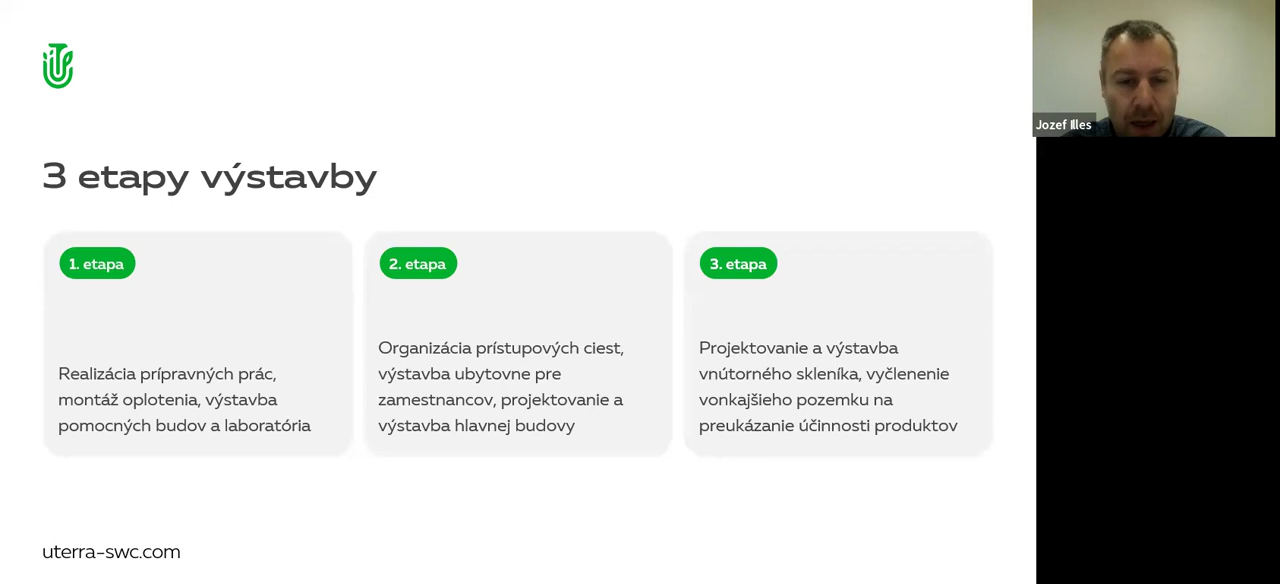 3 etapy výstavby
1. etapa
Realizácia prípravných prác,
montáž oplotenia, výstavba
pomocných budov a laboratória
2. etapa
Organizácia prístupových ciest,
výstavba ubytovne pre
zamestnancov, projektovanie a
výstavba hlavnej budovy
3. etapa
Projektovanie a výstavba
vnútorného skleníka, vyčlenenie
vonkajšieho pozemku na
preukázanie účinnosti produktov
uterra-swc.com
Jozef Illes